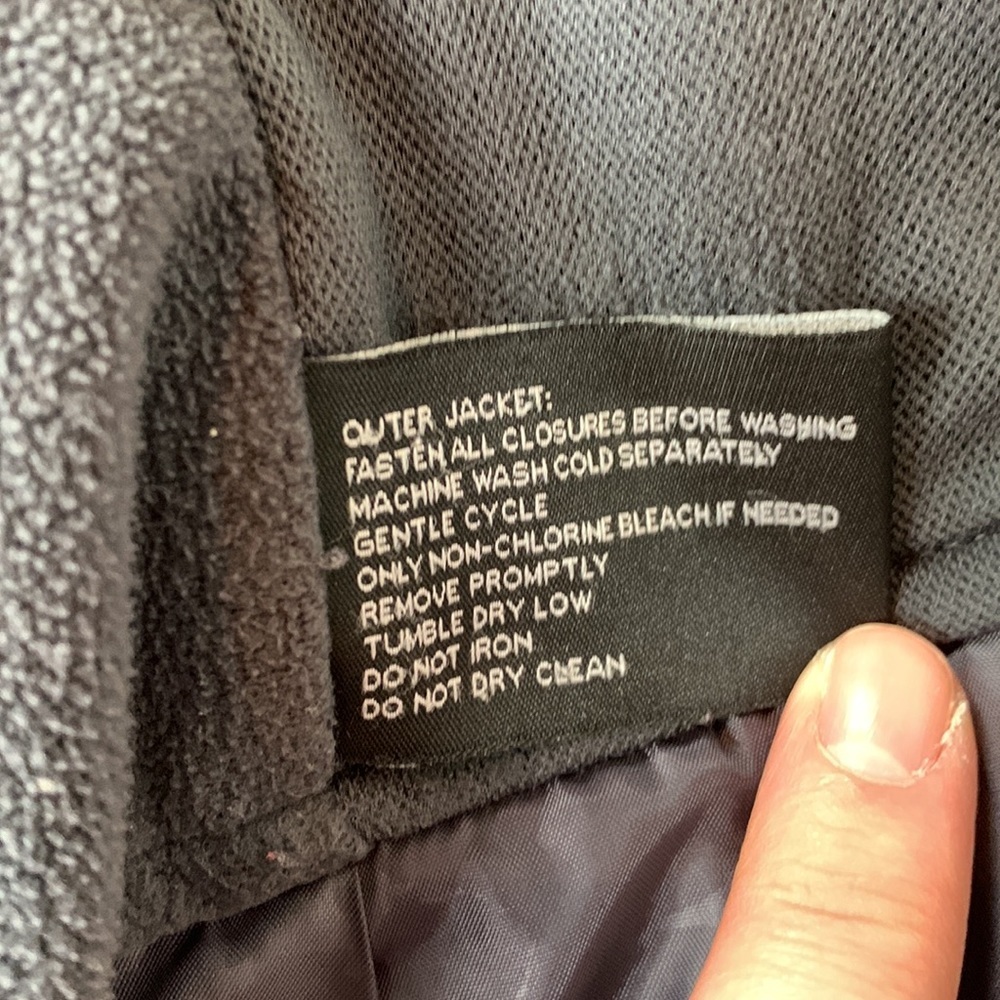 OUTER JACKET:
FASTEN ALL CLOSURES BEFORE WASHING
MACHINE WASH COLD SEPARATELY
GENTLE CYCLE
ONLY NON-CHLORINE BLEACH IF NEEDED
REMOVE PROMPTLY
TUMBLE DRY LOW
DO NOT IRON
DO NOT DRY CLEAN